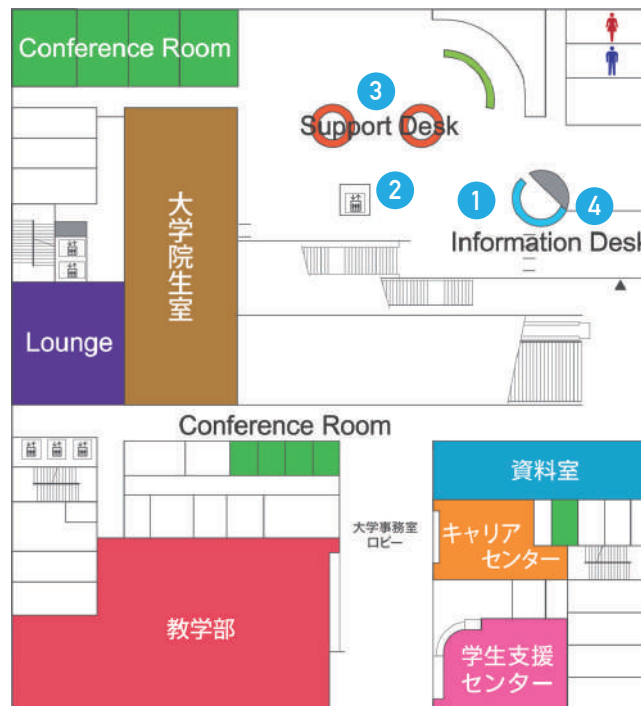 Conference Room
3
Support Desk
2
1
4
Information Desk
大学院生室
Lounge
Conference Room
資料室
大学事務室
ロビー
キャリア
センター
教学部
学生支援
センター